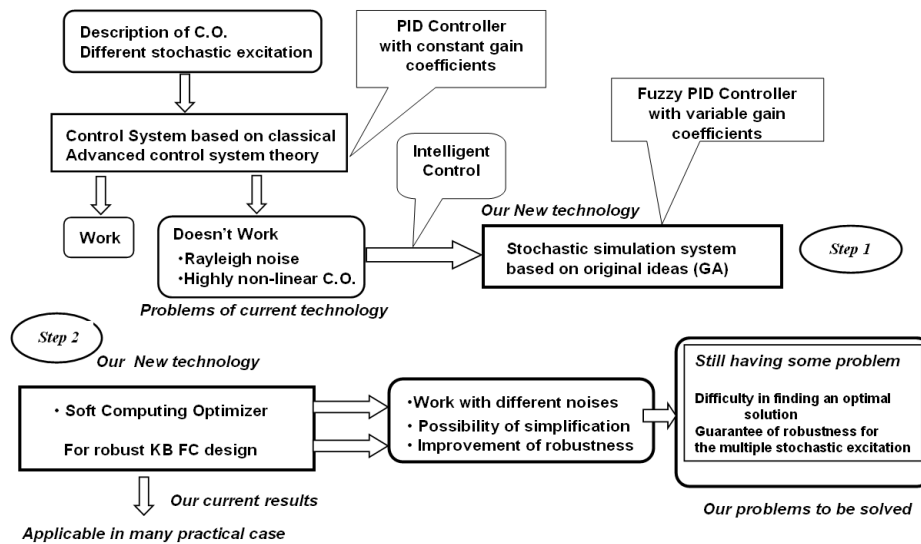 Description of C.O.
Different stochastic excitation
PID Controller
with constant gain
coefficients
Fuzzy PID Controller
with variable gain
coefficients
Control System based on classical
Advanced control system theory
Intelligent
Control
Work
Doesn't Work
•Rayleigh noise
•Highly non-linear C.O.
Problems of current technology
Our New technology
Stochastic simulation system
based on original ideas (GA)
Step 1
Step 2
Our New technology
• Soft Computing Optimizer
For robust KB FC design
•Work with different noises
• Possibility of simplification
• Improvement of robustness
Still having some problem
Difficulty in finding an optimal
solution
Guarantee of robustness for
the multiple stochastic excitation
Our current results
Applicable in many practical case
Our problems to be solved